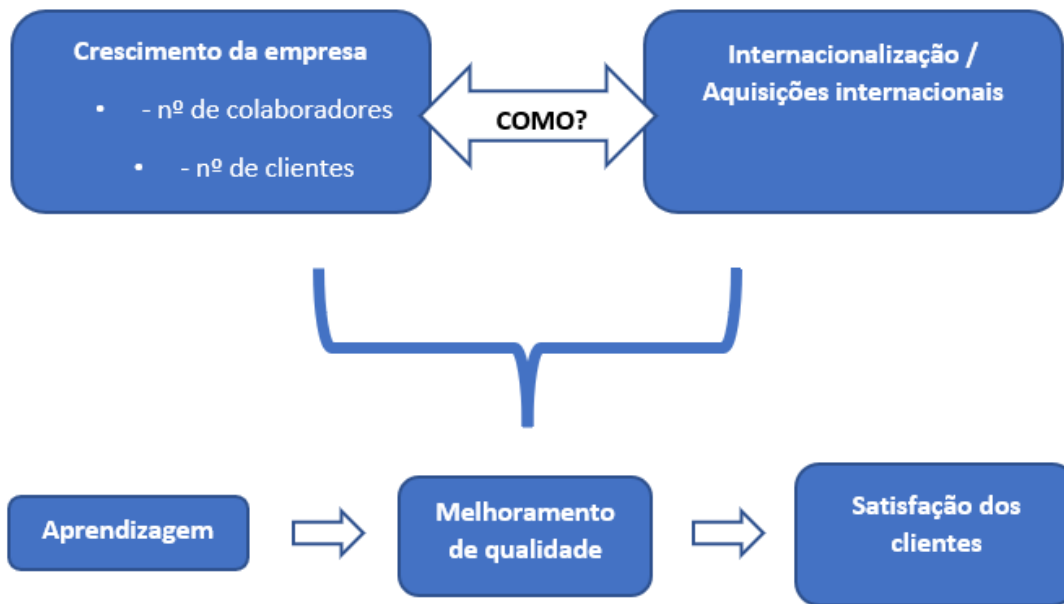 Crescimento da empresa
• - nº de colaboradores
• - nº de clientes
COMO?
Internacionalização /
Aquisições internacionais
Aprendizagem
Melhoramento
de qualidade
Satisfação dos
clientes